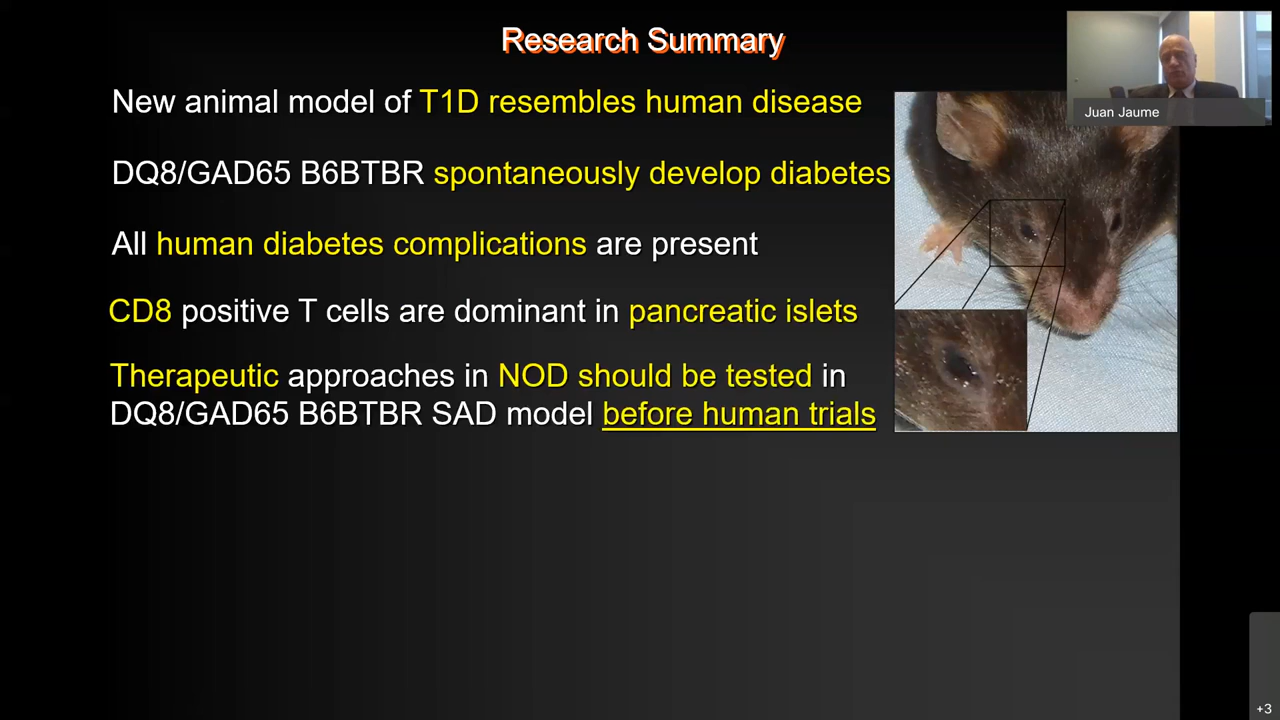 Research Summary
Juan Jaume
New animal model of T1D resembles human disease
DQ8/GAD65 B6BTBR spontaneously develop diabetes
All human diabetes complications are present
CD8 positive T cells are dominant in pancreatic islets
Therapeutic approaches in NOD should be tested in
DQ8/GAD65 B6BTBR SAD model before human trials
+3